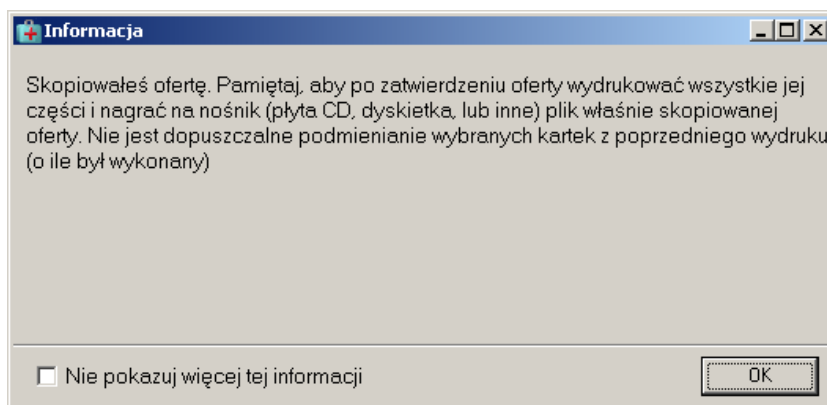 Informacja
Skopiowałeś ofertę. Pamiętaj, aby po zatwierdzeniu oferty wydrukować wszystkie jej
części i nagrać na nośnik (płyta CD, dyskietka, lub inne) plik właśnie skopiowanej
oferty. Nie jest dopuszczalne podmienianie wybranych kartek z poprzedniego wydruku
(o ile był wykonany)
Nie pokazuj więcej tej informacji
OK